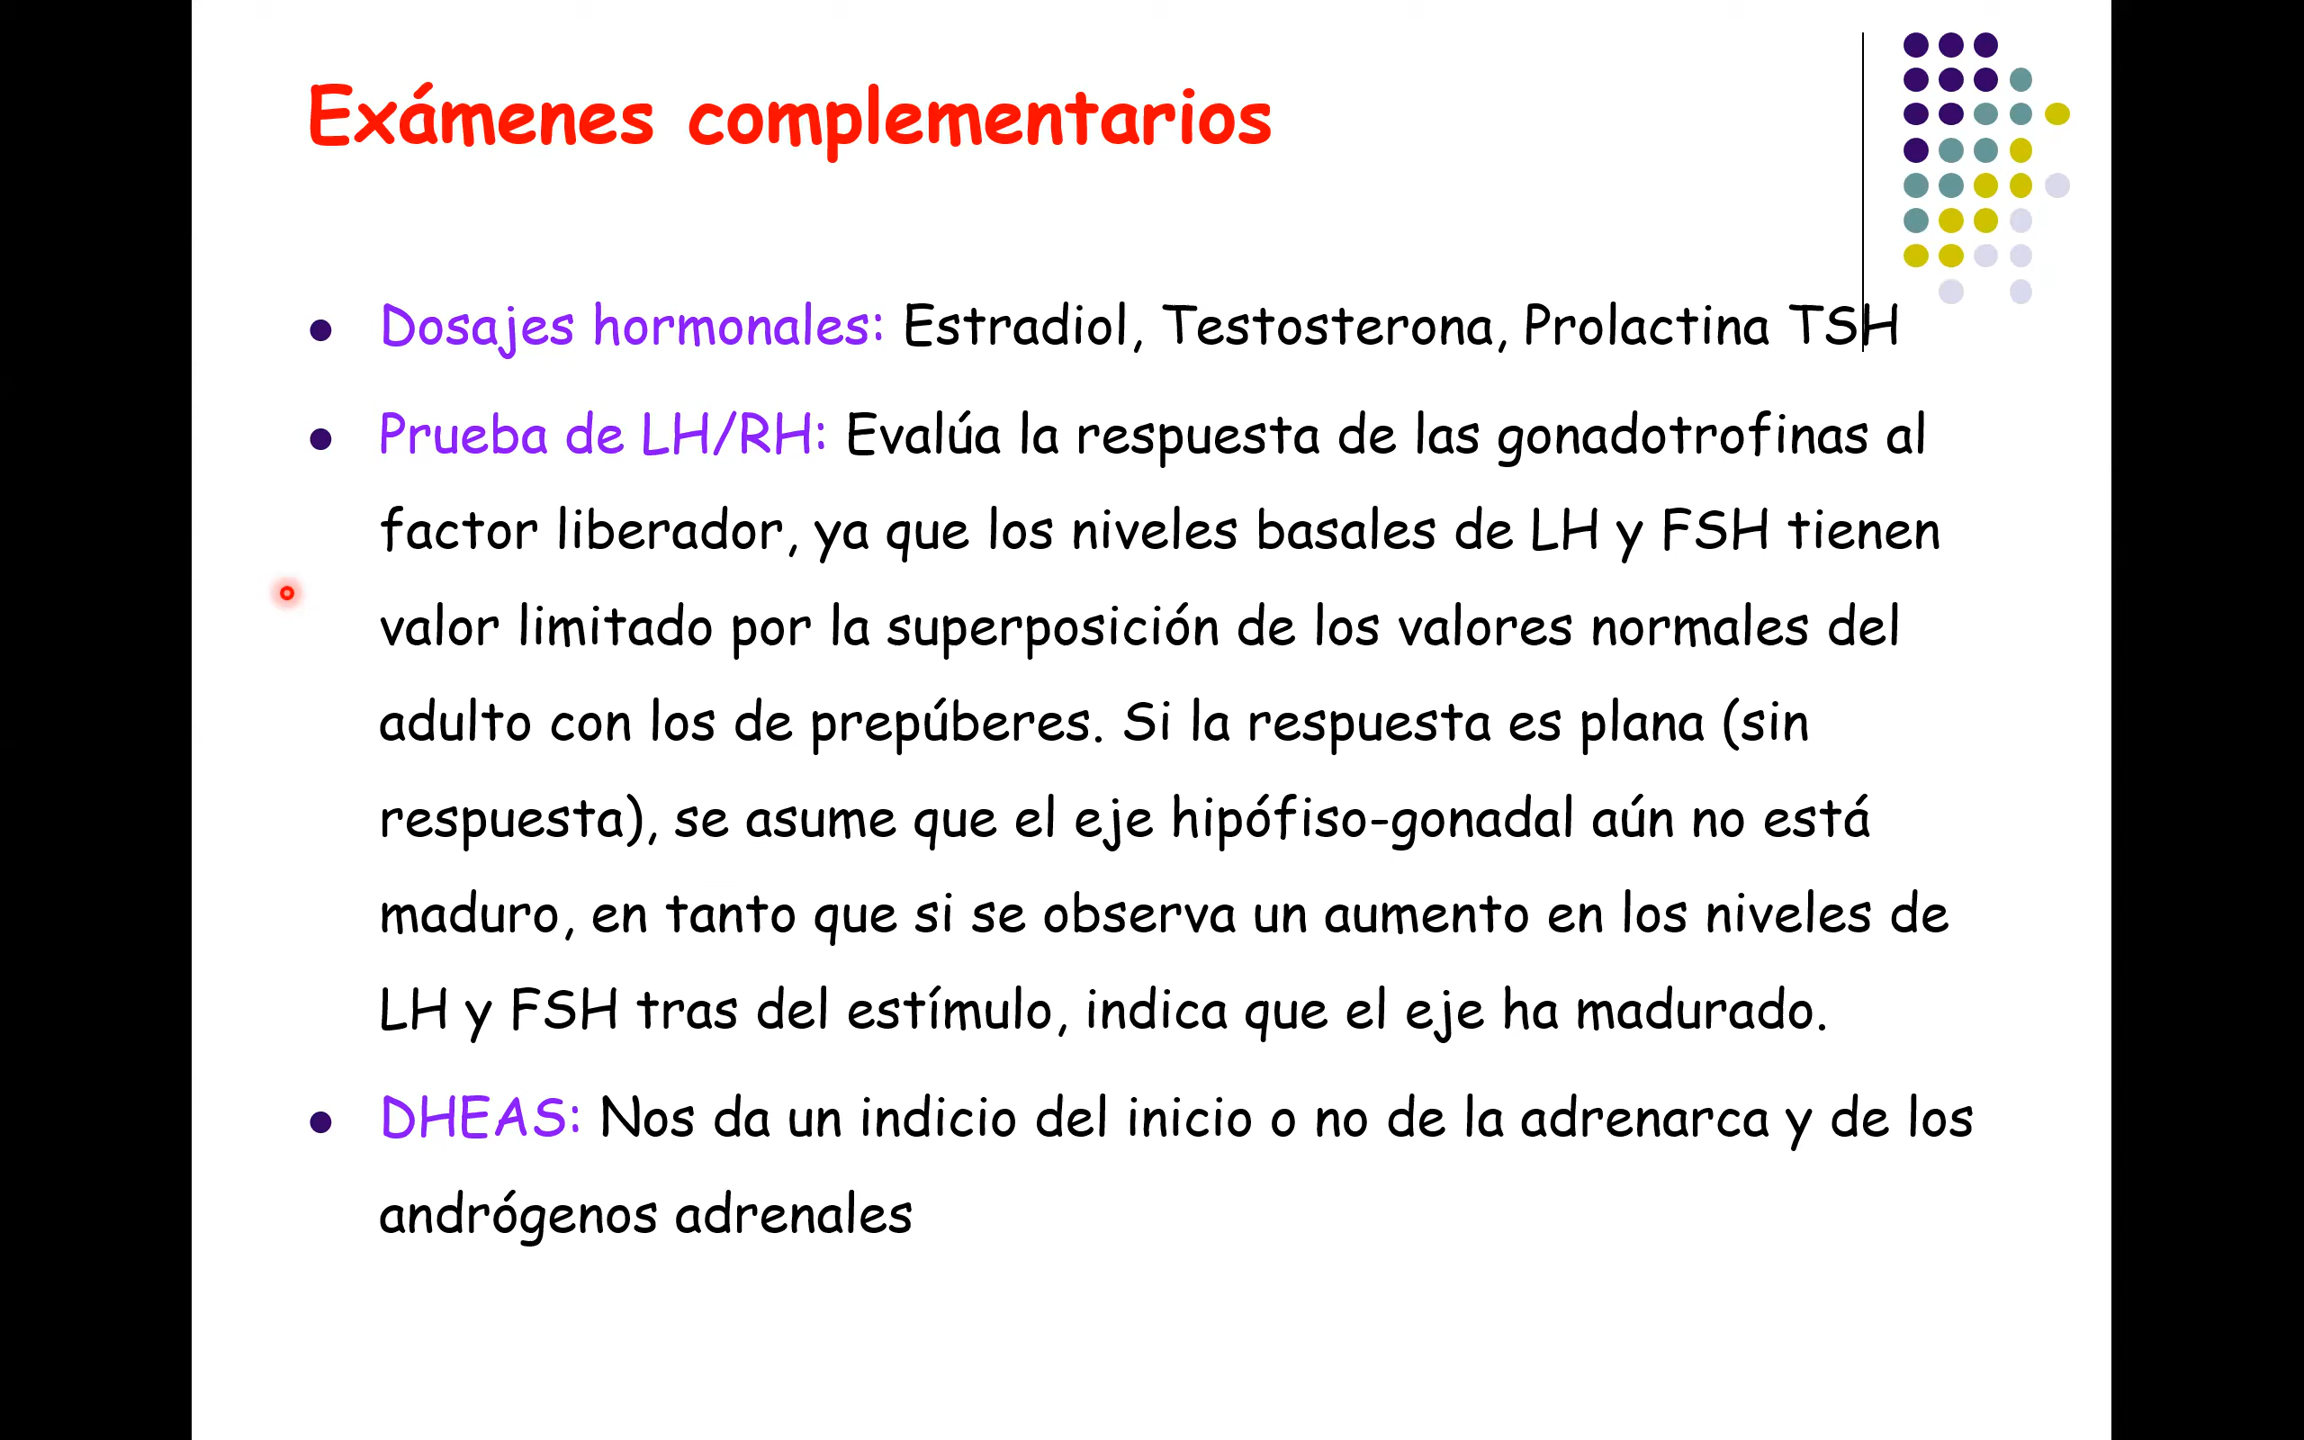 Exámenes complementarios
Dosajes hormonales: Estradiol, Testosterona, Prolactina TSH
Prueba de LH/RH: Evalúa la respuesta de las gonadotrofinas al
factor liberador, ya que los niveles basales de LH y FSH tienen
valor limitado por la superposición de los valores normales del
adulto con los de prepúberes. Si la respuesta es plana (sin
respuesta), se asume que el eje hipófiso-gonadal aún no está
maduro, en tanto que si se observa un aumento en los niveles de
LH y FSH tras del estímulo, indica que el eje ha madurado.
DHEAS: Nos da un indicio del inicio o no de la adrenarca y de los
andrógenos adrenales